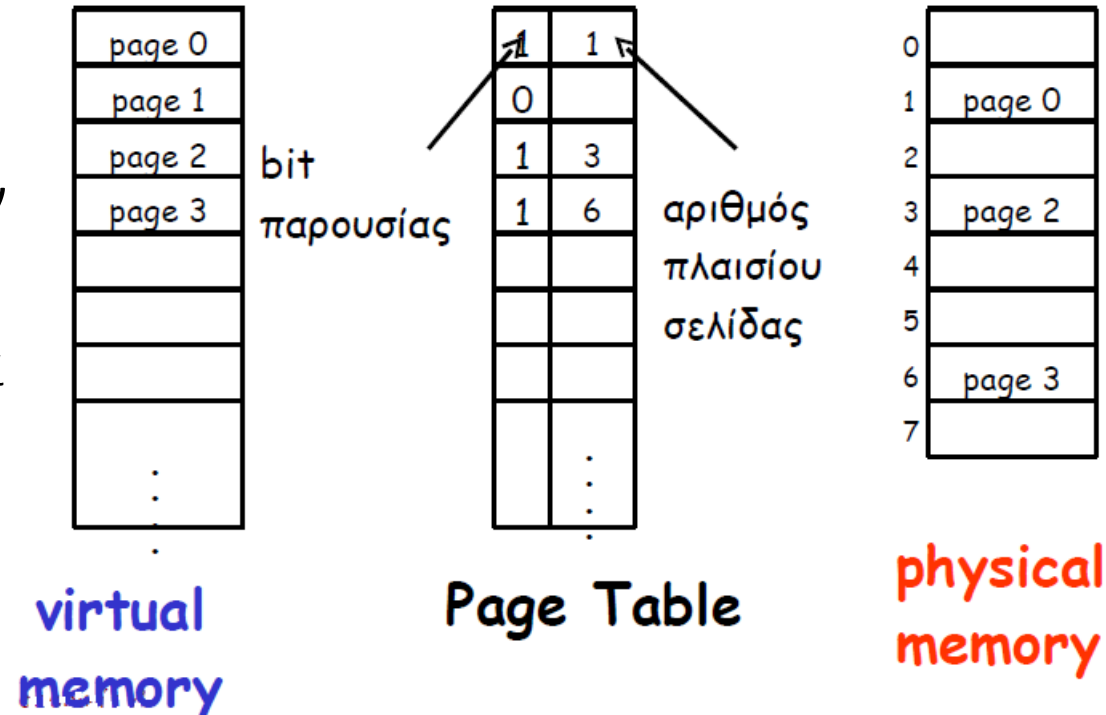 page 0
page 1
page 2
page 3
.
.
.
.
virtual
memory
bit
παρουσίας
1 1
0
1 3
1 6
.
.
.
.
Page Table
αριθμός
πλαισίου
σελίδας
0
1 page 0
2
3 page 2
4
5
6 page 3
7
physical
memory